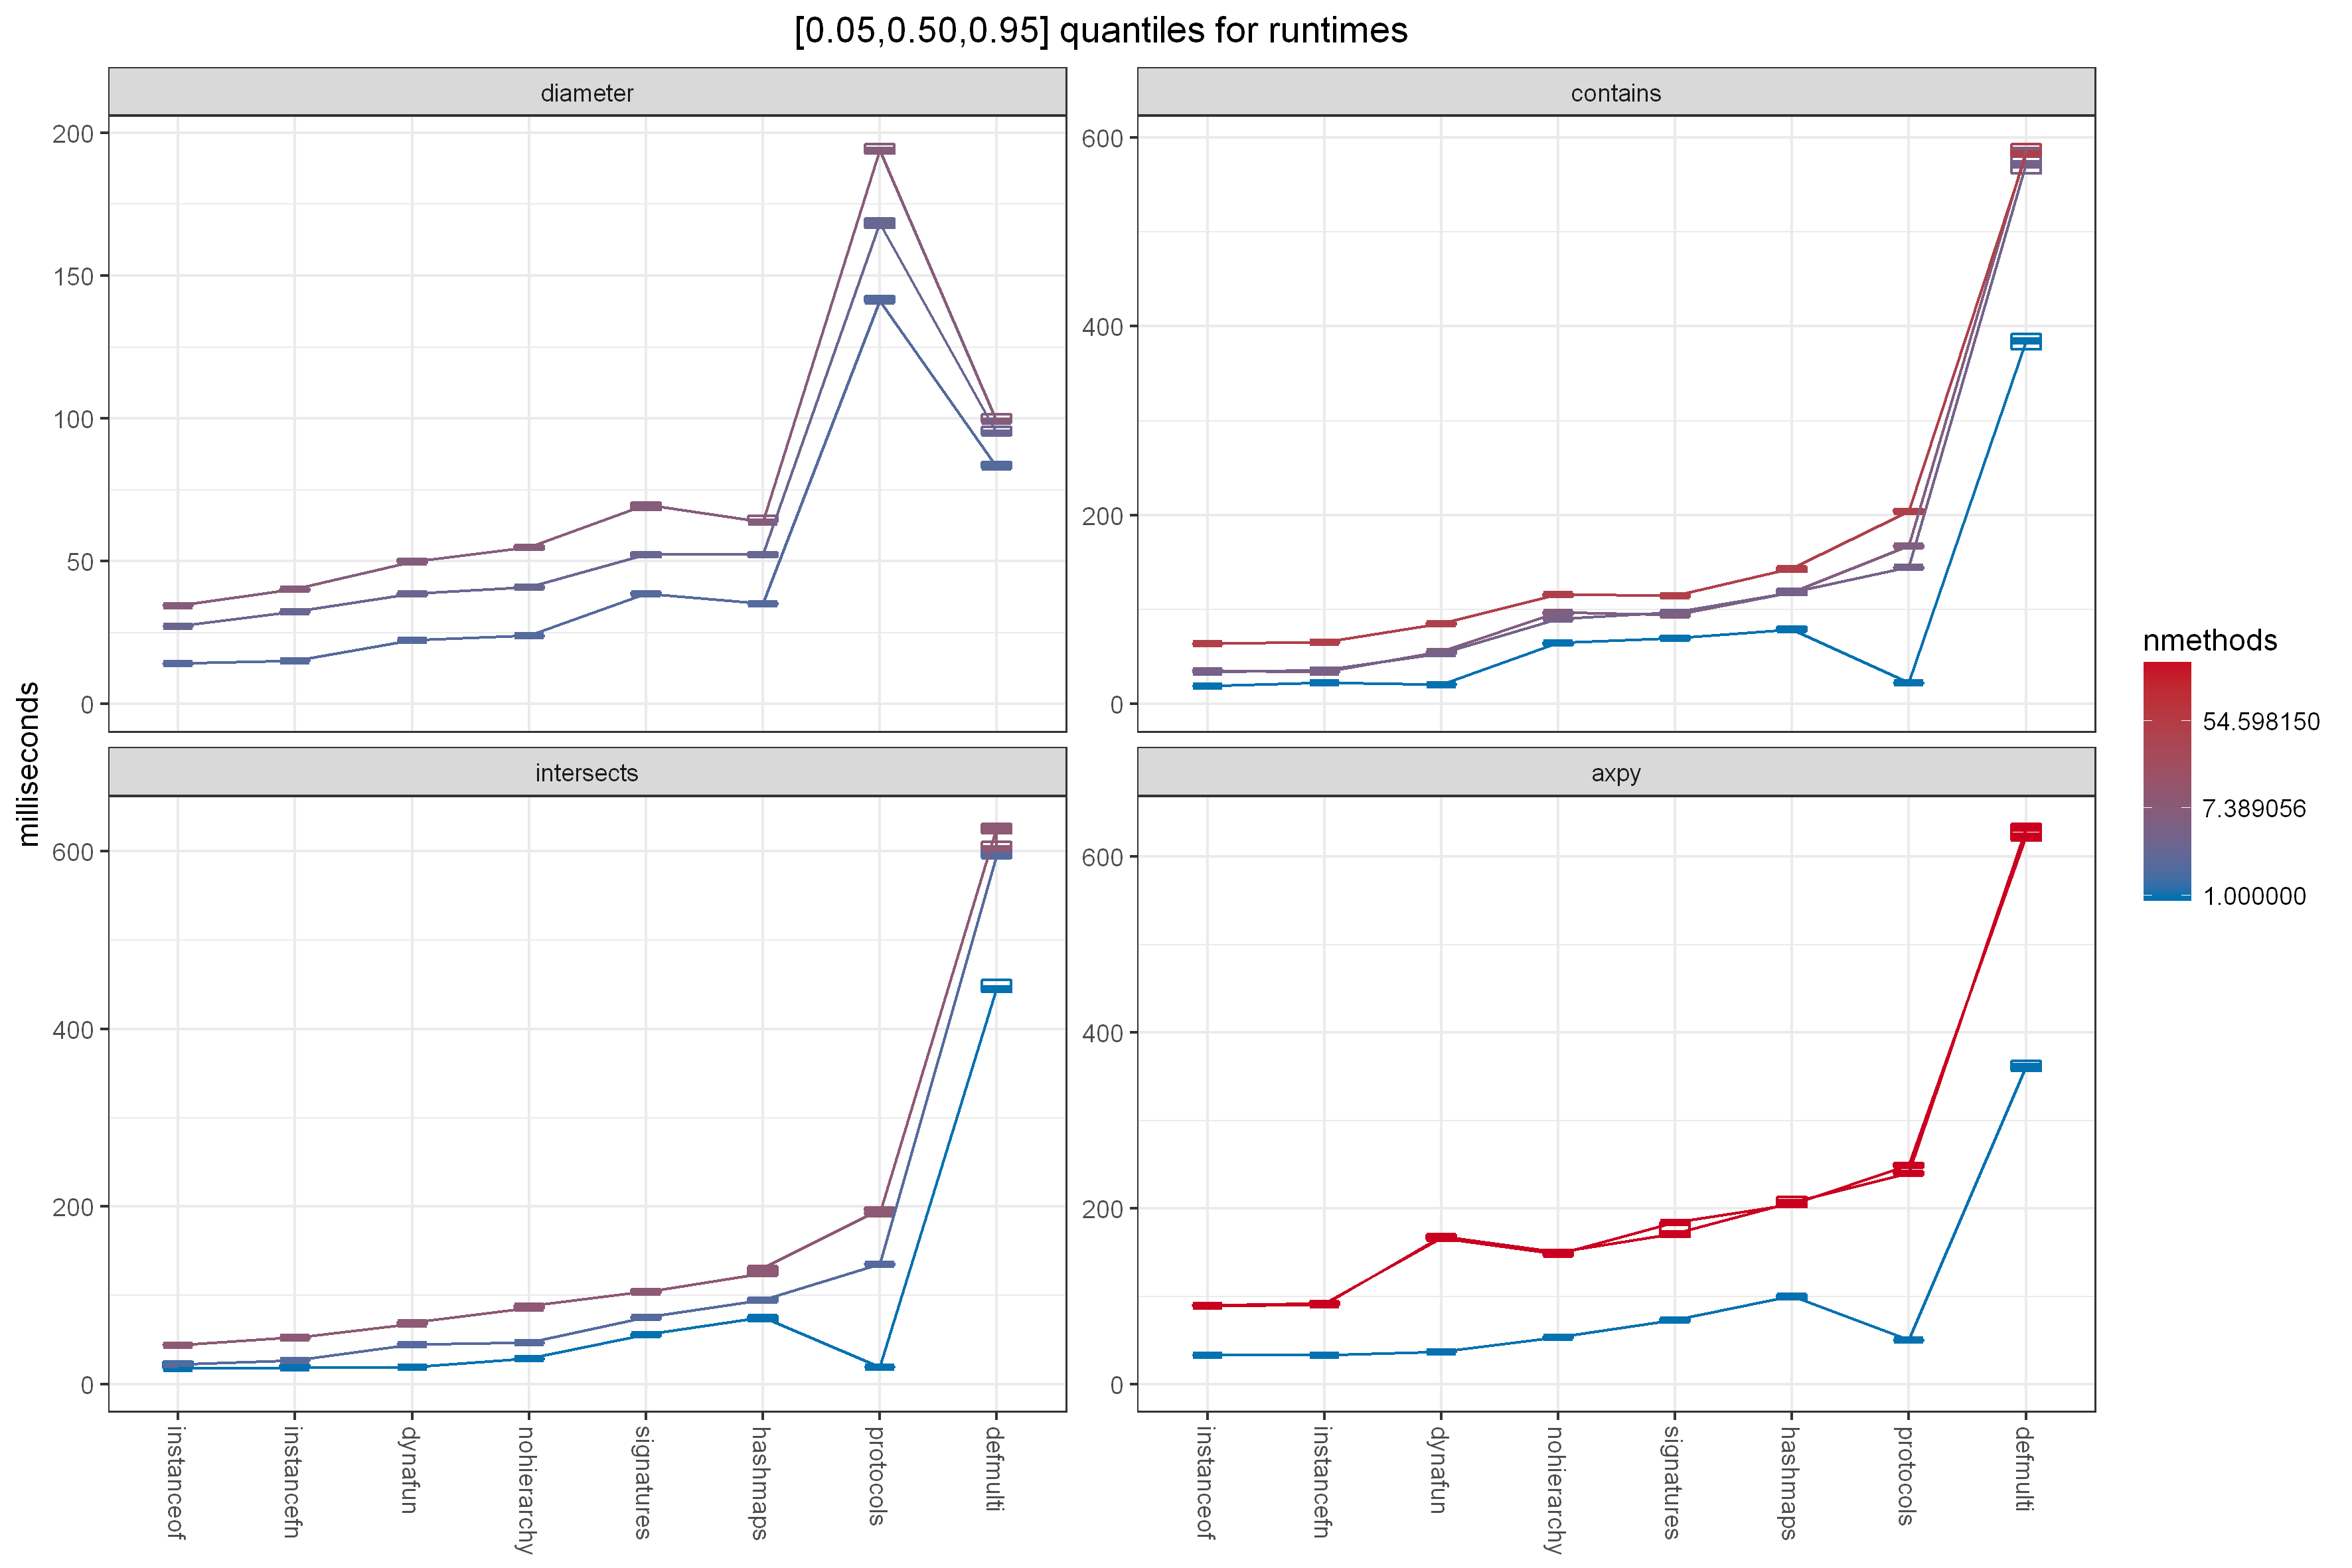 [0.05,0.50,0.95] quantiles for runtimes
diameter
200
150
100
50
0
contains
600
400
200
0
milliseconds
intersects
600
400
200
0
instanceof
instancefn
dynafun
nohierarchy
signatures
hashmaps
protocols
defmulti
axpy
600
400
200
0
instanceof
instancefn
dynafun
nohierarchy
signatures
hashmaps
protocols
defmulti
nmethods
54.598150
7.389056
1.000000